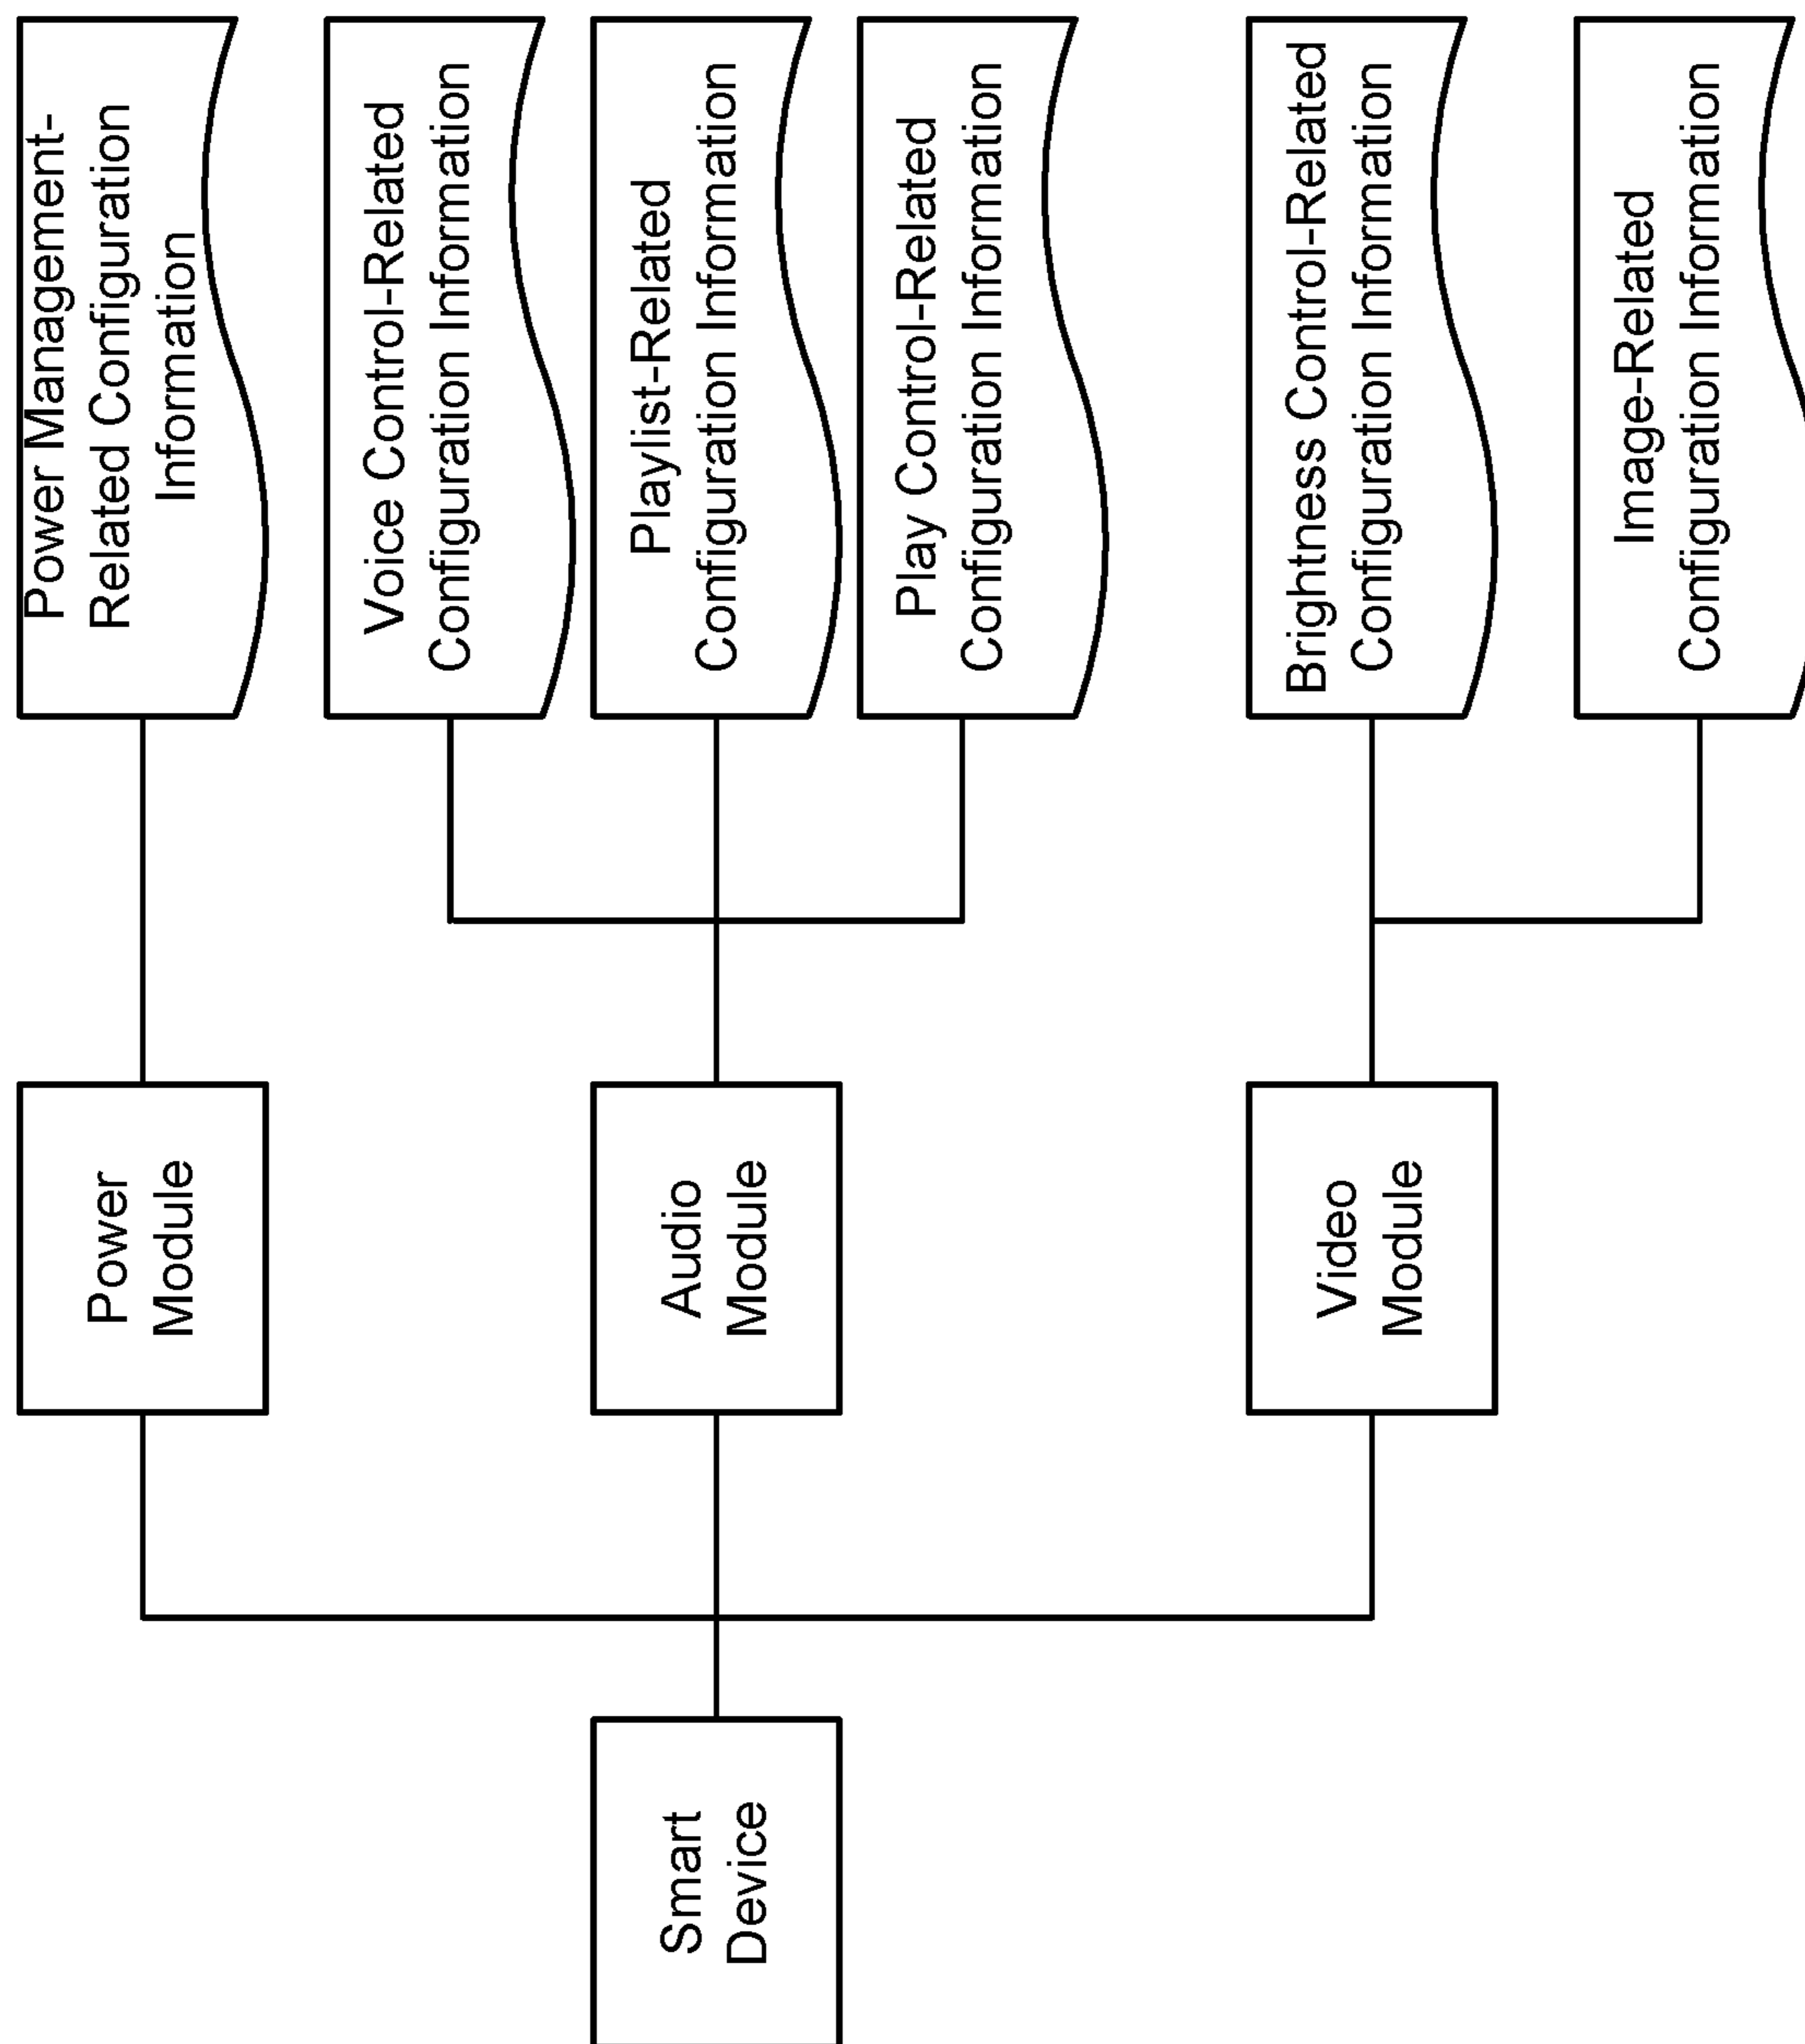 Smart
Device
Power
Module
Audio
Module
Video
Module
Power Management-
Related Configuration
Information
Voice Control-Related
Configuration Information
Playlist-Related
Configuration Information
Play Control-Related
Configuration Information
Brightness Control-Related
Configuration Information
Image-Related
Configuration Information